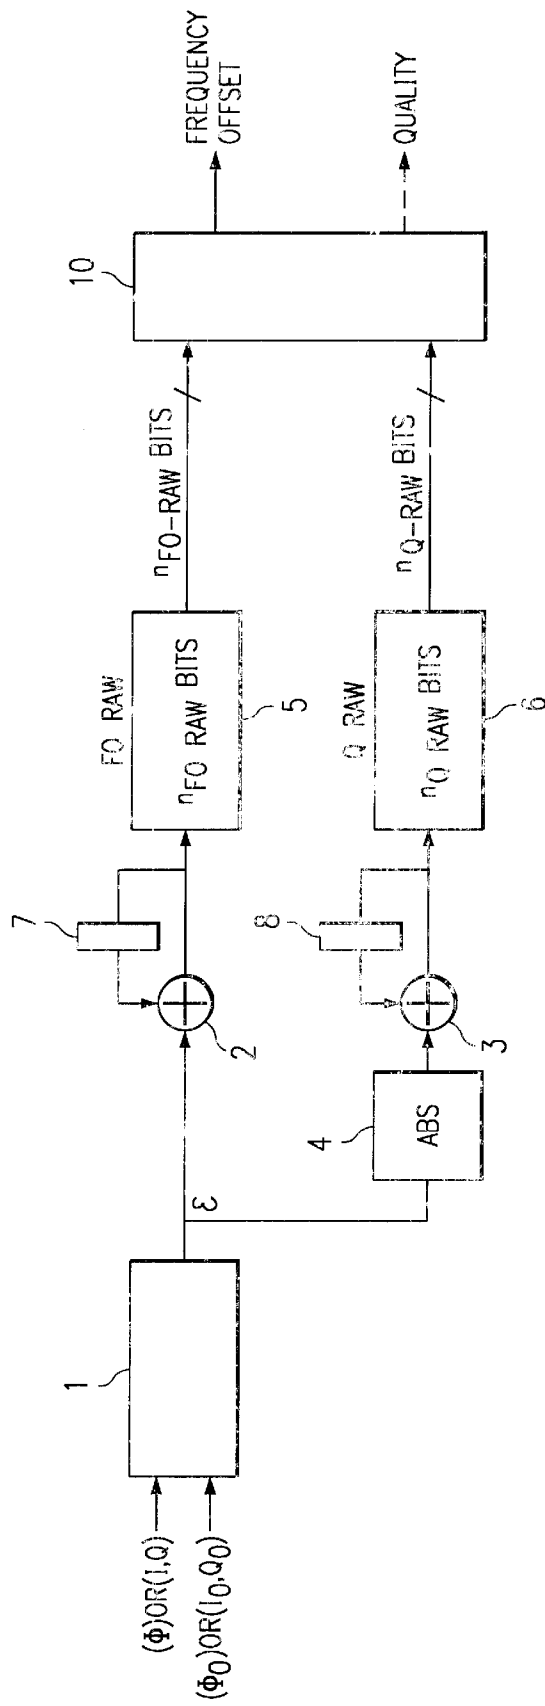 (Φ)OR(I,Q)
(Φ0)OR(I0,Q0)
1
ε
2
7
FO RAW
nFO RAW BITS
5
nFO-RAW BITS
4
ABS
3
8
Q RAW
nQ RAW BITS
6
nQ-RAW BITS
10
FREQUENCY
OFFSET
QUALITY